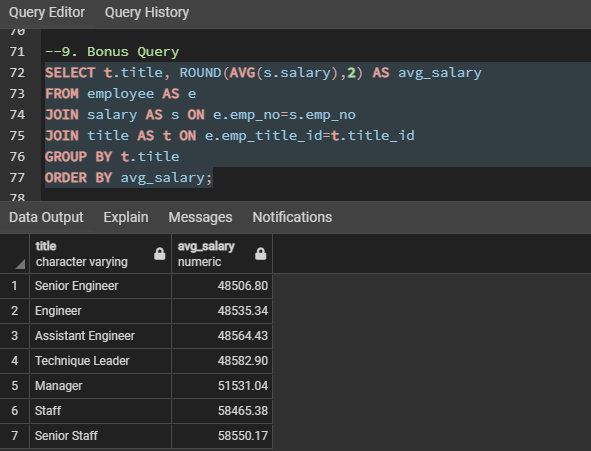 Query Editor Query History
70
71 --9. Bonus Query
72 SELECT t.title, ROUND(AVG(s.salary),2) AS avg_salary
73 FROM employee AS e
74 JOIN salary AS s ON e.emp_no=s.emp_no
75 JOIN title AS t ON e.emp_title_id=t.title_id
76 GROUP BY t.title
77 ORDER BY avg_salary;
78
Data Output Explain Messages Notifications
title avg_salary
character varying numeric
1 Senior Engineer 48506.80
2 Engineer 48535.34
3 Assistant Engineer 48564.43
4 Technique Leader 48582.90
5 Manager 51531.04
6 Staff 58465.38
7 Senior Staff 58550.17